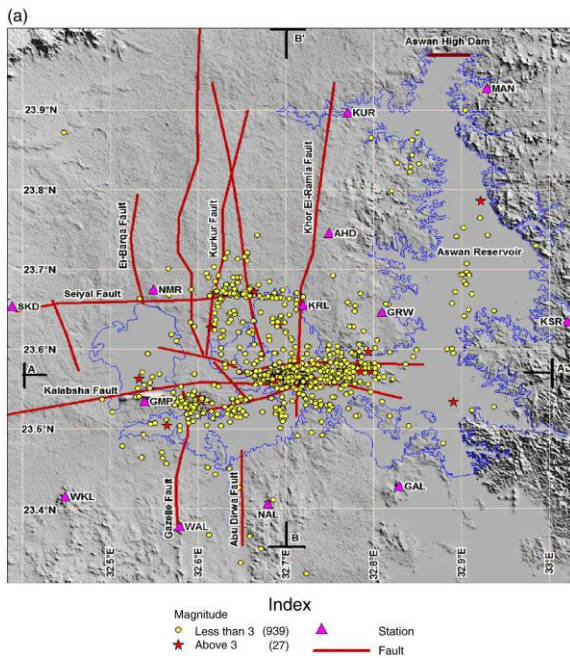 (a)
Aswan High Dam
B'
MAN
23.9°N
KUR
23.8°N
El-Barqa Fault
Kurkur Fault
Khor El-Ramla Fault
AHD
Aswan Reservoir
23.7°N
NMR
Seiyal Fault
SKD
KRL
GRW
KSR
23.6°N
A
A'
Kalabsha Fault
GMP
23.6°N
Gazelle Fault
Abu Dirwa Fault
WKL
GAL
NAL
23.4°N
WAL
B
32.5°E
32.6°E
32.7°E
32.8°E
32.9°E
33°E
Index
Magnitude
Less than 3 (939)
Station
Above 3 (27)
Fault